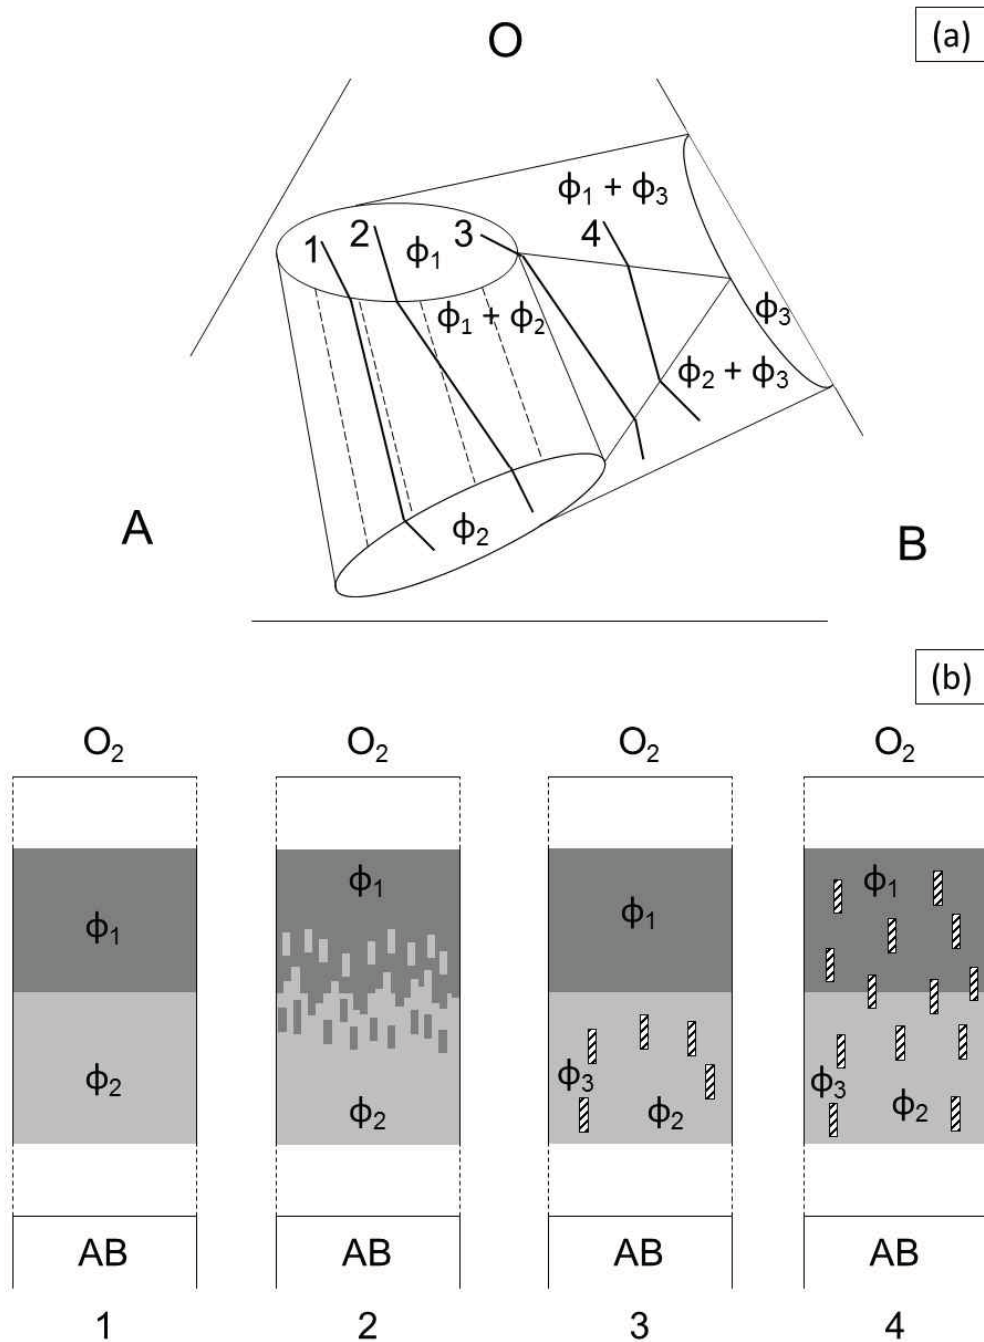 (a)
O
ϕ₁ + ϕ₃
1 2 3 4
ϕ₁
ϕ₁ + ϕ₂
ϕ₃
ϕ₂ + ϕ₃
A
ϕ₂
B
(b)
O₂ O₂ O₂ O₂
ϕ₁ ϕ₁ ϕ₁ ϕ₁
ϕ₂ ϕ₂ ϕ₃ ϕ₂ ϕ₃ ϕ₂
AB AB AB AB
1 2 3 4